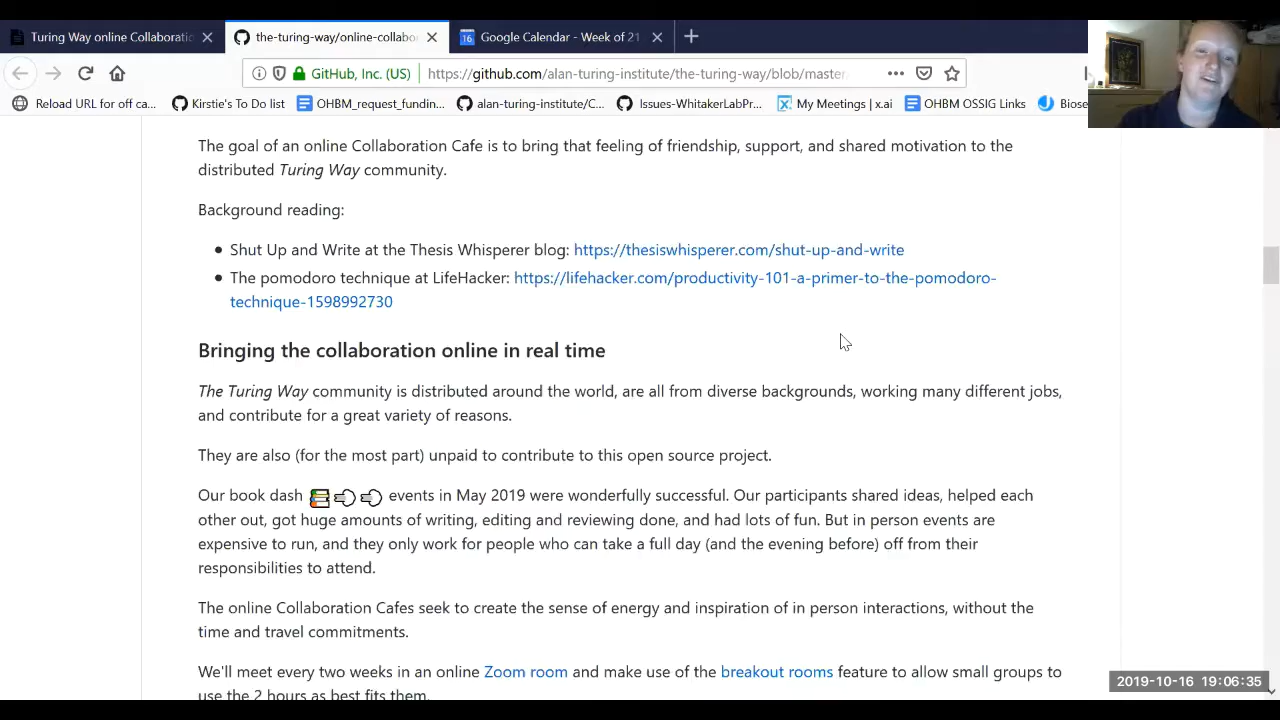 Turing Way online Collaboratio
the-turing-way/online-collabo
16 Google Calendar - Week of 21
GitHub, Inc. (US) https://github.com/alan-turing-institute/the-turing-way/blob/master
Reload URL for off ca... Kirstie's To Do list OHBM_request_fundin... alan-turing-institute/C... Issues-WhitakerLabPr... My Meetings | x.ai OHBM OSSIG Links Biose
The goal of an online Collaboration Cafe is to bring that feeling of friendship, support, and shared motivation to the
distributed Turing Way community.
Background reading:
• Shut Up and Write at the Thesis Whisperer blog: https://thesiswhisperer.com/shut-up-and-write
• The pomodoro technique at LifeHacker: https://lifehacker.com/productivity-101-a-primer-to-the-pomodoro-
technique-1598992730
Bringing the collaboration online in real time
The Turing Way community is distributed around the world, are all from diverse backgrounds, working many different jobs,
and contribute for a great variety of reasons.
They are also (for the most part) unpaid to contribute to this open source project.
Our book dash events in May 2019 were wonderfully successful. Our participants shared ideas, helped each
other out, got huge amounts of writing, editing and reviewing done, and had lots of fun. But in person events are
expensive to run, and they only work for people who can take a full day (and the evening before) off from their
responsibilities to attend.
The online Collaboration Cafes seek to create the sense of energy and inspiration of in person interactions, without the
time and travel commitments.
We'll meet every two weeks in an online Zoom room and make use of the breakout rooms feature to allow small groups to
use the 2 hours as best fits them.
2019-10-16 19:06:35